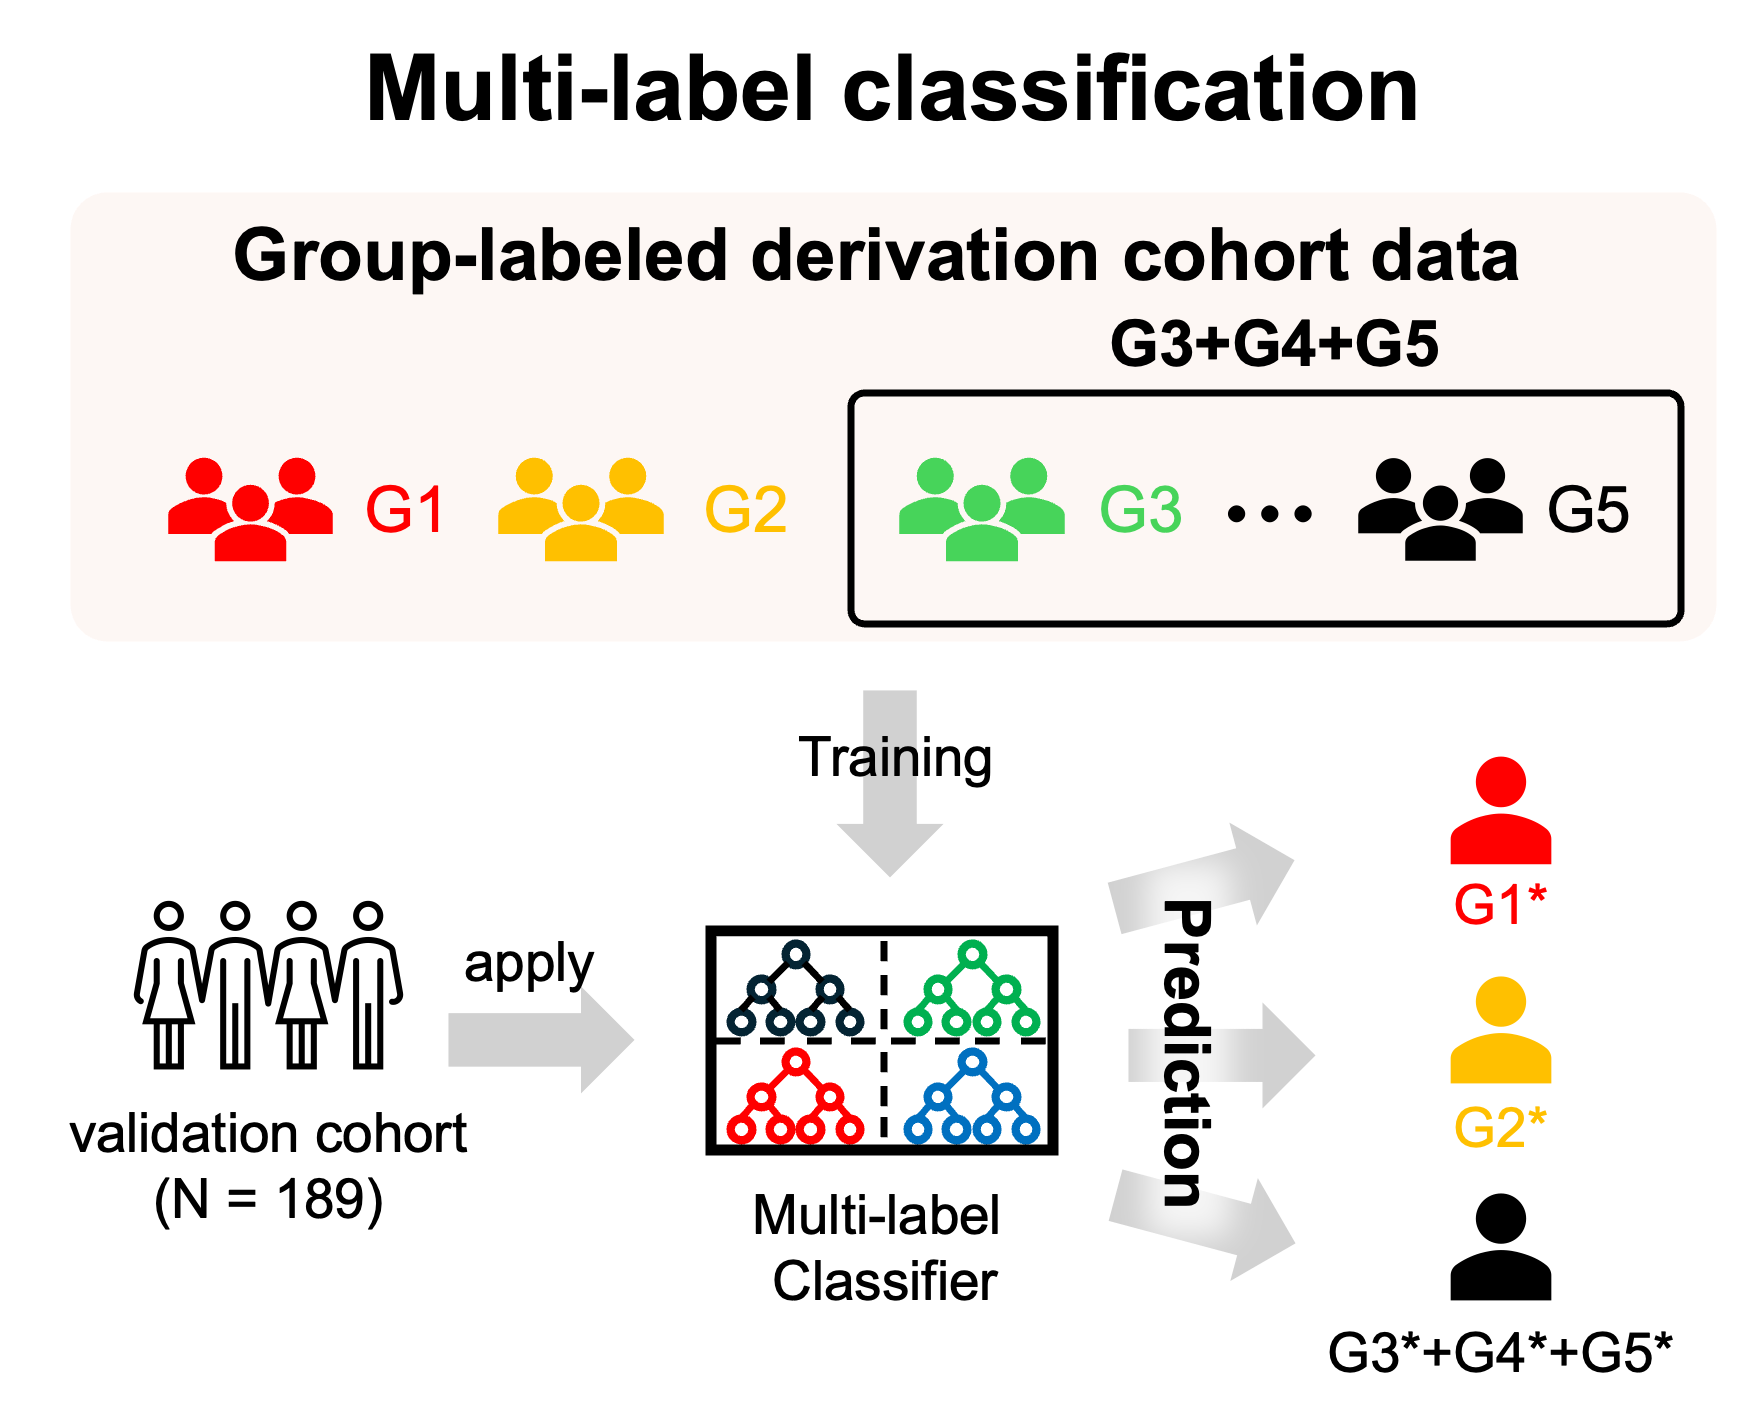 Multi-label classification
Group-labeled derivation cohort data
G3+G4+G5
G1 G2 G3 ••• G5
Training
apply
validation cohort
(N = 189)
Multi-label
Classifier
Prediction
G1*
G2*
G3*+G4*+G5*